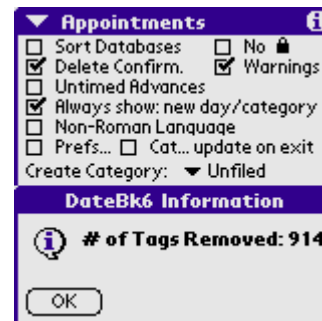 Appointments
Sort Databases No
Delete Confirm. Warnings
Untimed Advances
Always show: new day/category
Non-Roman Language
Prefs... Cat... update on exit
Create Category: Unfiled
DateBk6 Information
# of Tags Removed: 914
OK